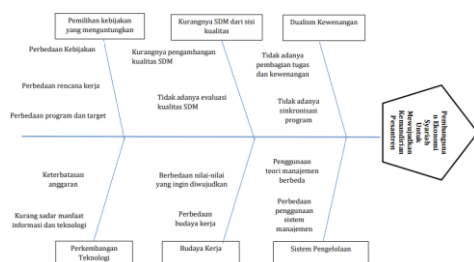 Pemilihan kebijakan
yang menguntungkan
Kurangnya SDM dari sisi
kualitas
Dualism Kewenangan
Perbedaan Kebijakan
Perbedaan rencana kerja
Perbedaan program dan target
Kurangnya pengambangan
kualitas SDM
Tidak adanya evaluasi
kualitas SDM
Tidak adanya
pembagian tugas
dan kewenangan
Tidak adanya
sinkronisasi
program
Pembanguna
n Ekonomi
Syariah
Untuk
Mewujudkan
Kemandirian
Pesantren
Keterbatasan
anggaran
Kurang sadar manfaat
informasi dan teknologi
Berbedaan nilai-nilai
yang ingin diwujudkan
Perbedaan
budaya kerja
Penggunaan
teori manajemen
berbeda
Perbedaan
penggunaan
sistem
manajemen
Perkembangan
Teknologi
Budaya Kerja
Sistem Pengelolaan